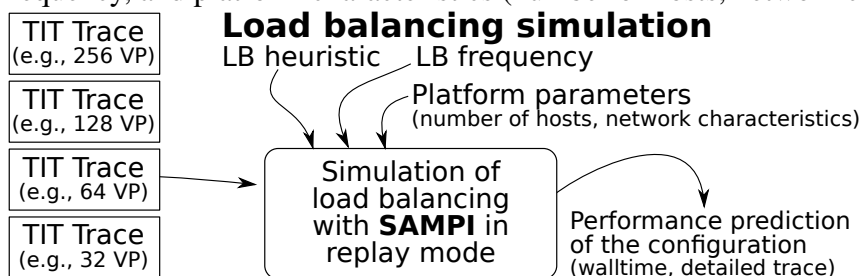 Load balancing simulation
TIT Trace
(e.g., 256 VP)
TIT Trace
(e.g., 128 VP)
TIT Trace
(e.g., 64 VP)
TIT Trace
(e.g., 32 VP)
LB heuristic
LB frequency
Platform parameters
(number of hosts, network characteristics)
Simulation of
load balancing
with SAMPI in
replay mode
Performance prediction
of the configuration
(walltime, detailed trace)